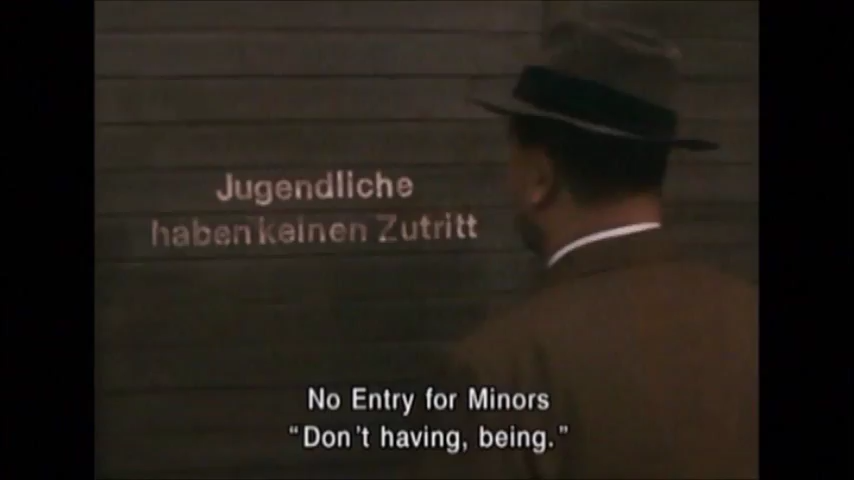 Jugendliche
haben keinen Zutritt
No Entry for Minors
“Don't having, being.”